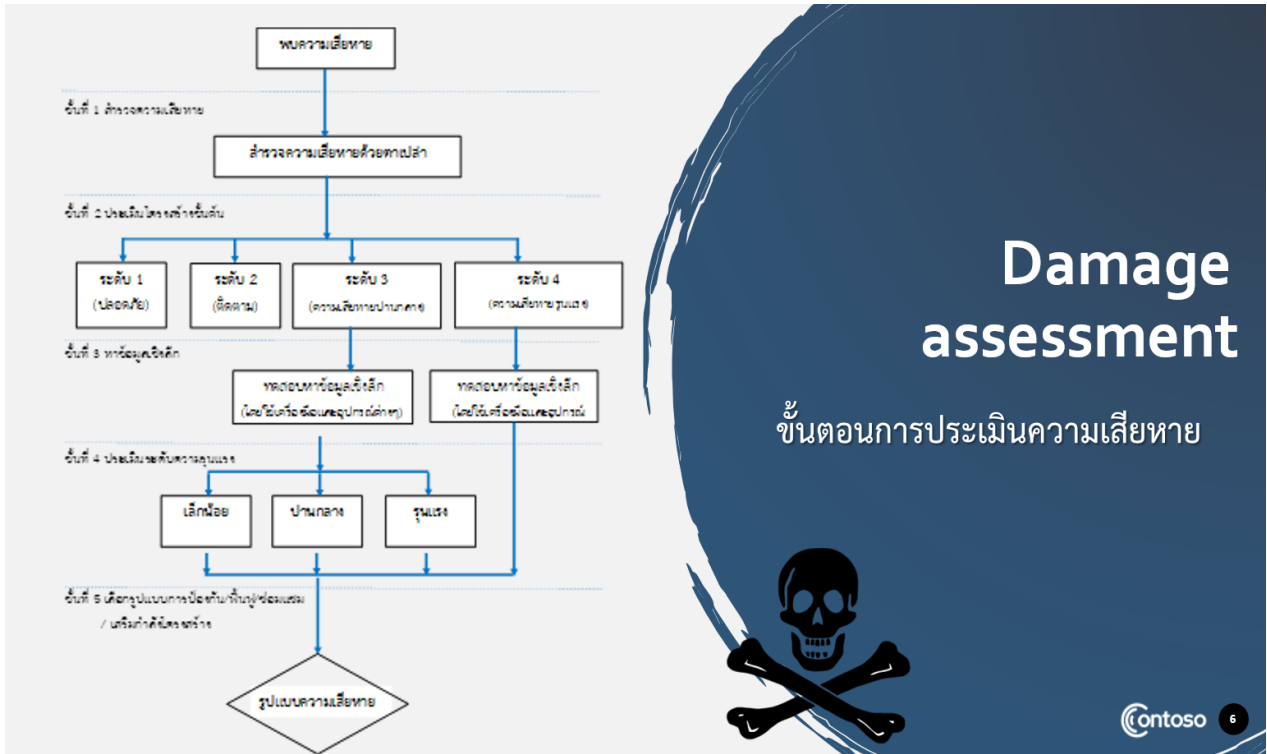 พบความเสียหาย
ขั้นที่ 1 สำรวจความเสียหาย
สำรวจความเสียหายด้วยตาเปล่า
ขั้นที่ 2 ประเมินโครงสร้างขั้นต้น
ระดับ 1
(ปลอดภัย)
ระดับ 2
(ติดตาม)
ระดับ 3
(ความเสียหายปานกลาง)
ระดับ 4
(ความเสียหายรุนแรง)
ขั้นที่ 3 หาข้อมูลเชิงลึก
ทดสอบหาข้อมูลเชิงลึก
(โดยใช้เครื่องมือและอุปกรณ์ต่างๆ)
ทดสอบหาข้อมูลเชิงลึก
(โดยใช้เครื่องมือและอุปกรณ์
ขั้นที่ 4 ประเมินระดับความรุนแรง
เล็กน้อย
ปานกลาง
รุนแรง
ขั้นที่ 5 เลือกรูปแบบการป้องกัน/ฟื้นฟู/ซ่อมแซม
/ เสริมกำลังโครงสร้าง
รูปแบบความเสียหาย
Damage
assessment
ขั้นตอนการประเมินความเสียหาย
Contoso
6